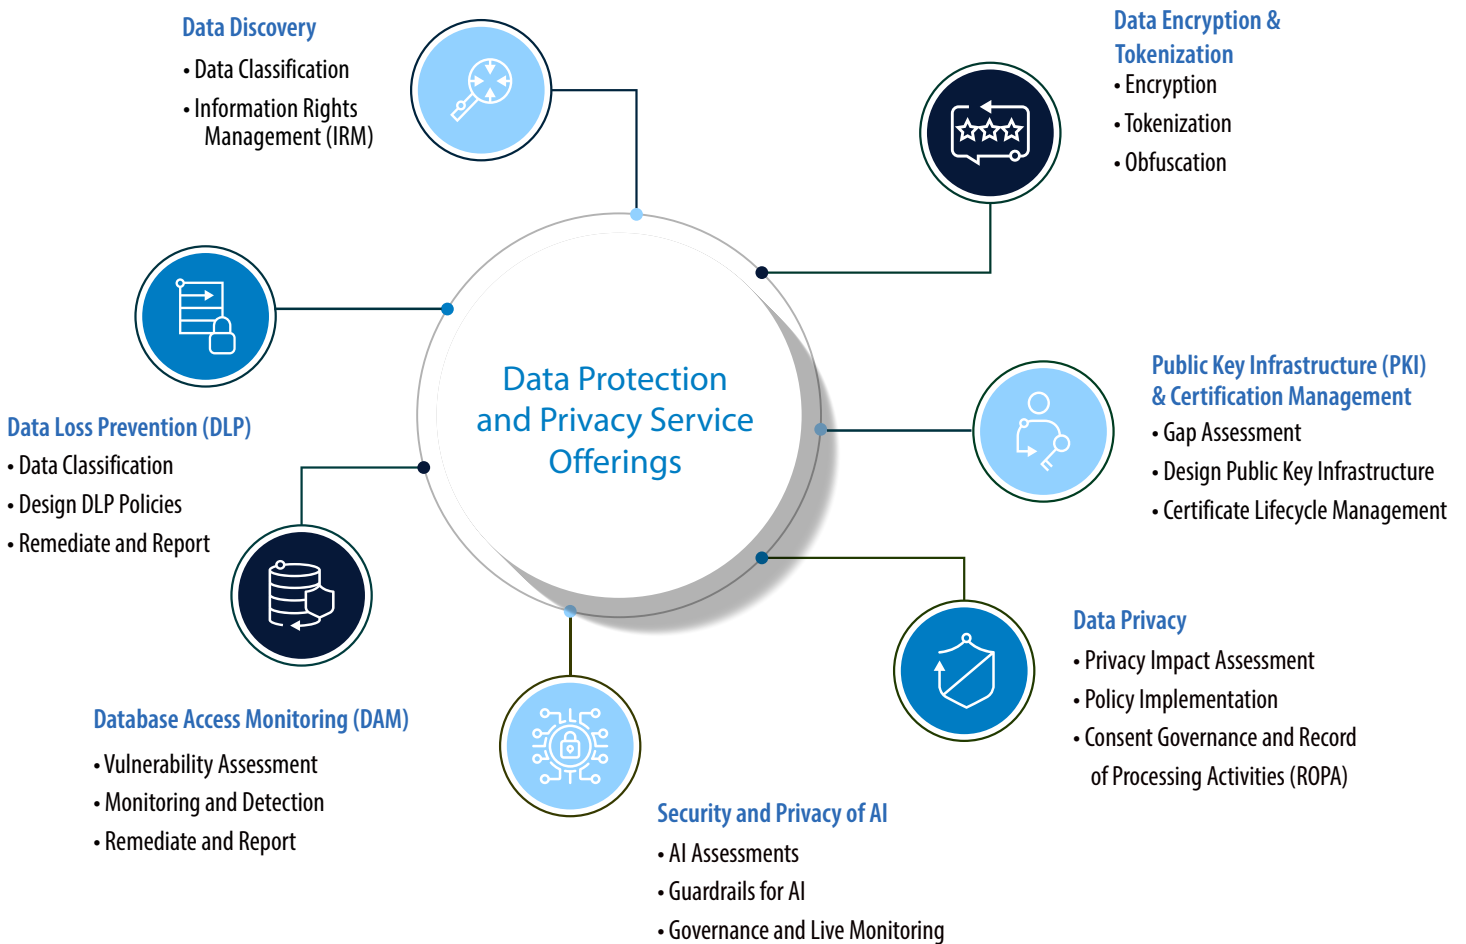 Data Discovery
• Data Classification
• Information Rights
Management (IRM)
Data Encryption &
Tokenization
• Encryption
• Tokenization
• Obfuscation
Data Protection
and Privacy Service
Offerings
Public Key Infrastructure (PKI)
& Certification Management
• Gap Assessment
• Design Public Key Infrastructure
• Certificate Lifecycle Management
Data Loss Prevention (DLP)
• Data Classification
• Design DLP Policies
• Remediate and Report
Data Privacy
• Privacy Impact Assessment
• Policy Implementation
• Consent Governance and Record
of Processing Activities (ROPA)
Database Access Monitoring (DAM)
• Vulnerability Assessment
• Monitoring and Detection
• Remediate and Report
Security and Privacy of AI
• AI Assessments
• Guardrails for AI
• Governance and Live Monitoring